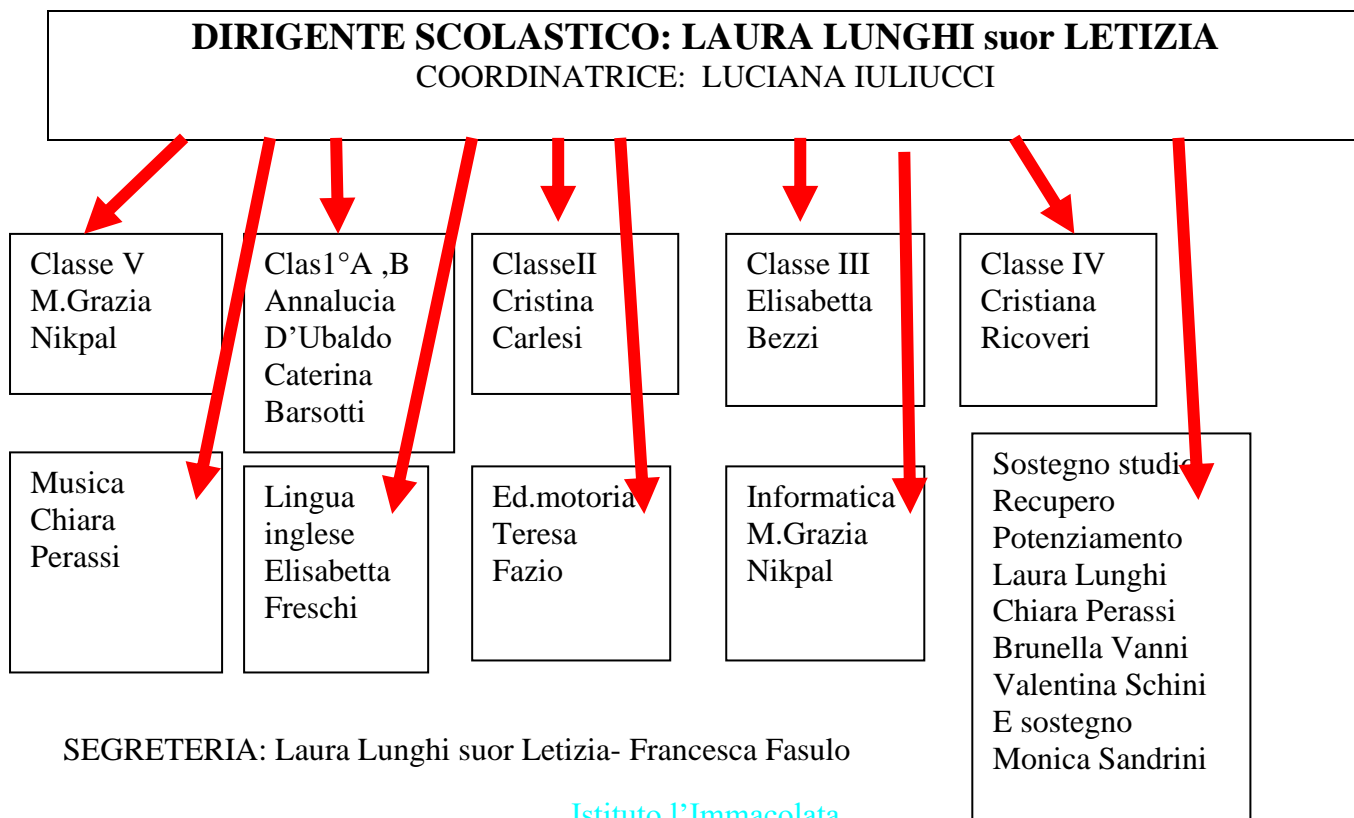 DIRIGENTE SCOLASTICO: LAURA LUNGHI suor LETIZIA
COORDINATRICE: LUCIANA IULIUCCI
Classe V
M.Grazia
Nikpal
Clas1°A ,B
Annalucia
D’Ubaldo
Caterina
Barsotti
ClasseII
Cristina
Carlesi
Classe III
Elisabetta
Bezzi
Classe IV
Cristiana
Ricoveri
Musica
Chiara
Perassi
Lingua
inglese
Elisabetta
Freschi
Ed.motoria
Teresa
Fazio
Informatica
M.Grazia
Nikpal
Sostegno studio
Recupero
Potenziamento
Laura Lunghi
Chiara Perassi
Brunella Vanni
Valentina Schini
E sostegno
Monica Sandrini
SEGRETERIA: Laura Lunghi suor Letizia- Francesca Fasulo
Istituto l’Immacolata